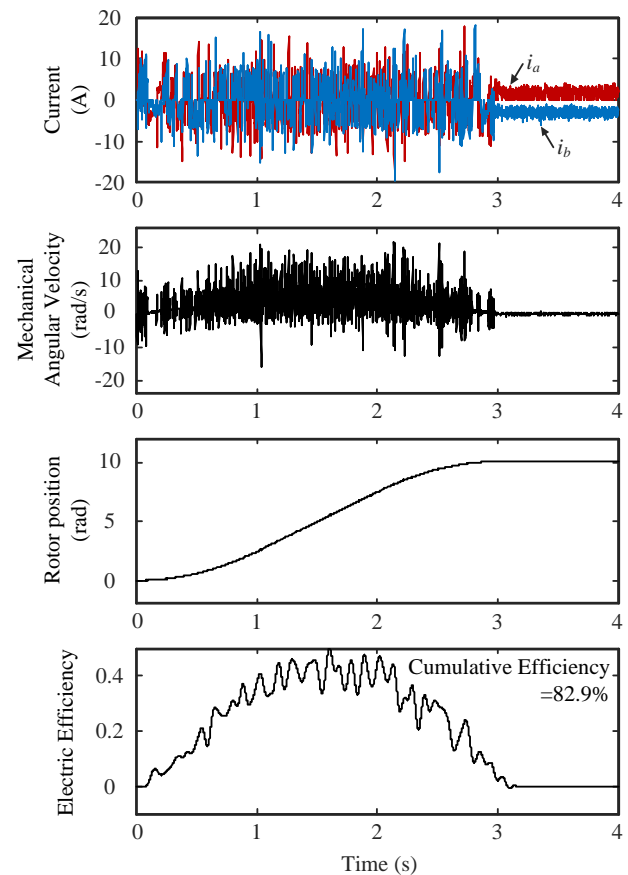 20
10
0
-10
-20
Current
(A)
i_a
i_b
0 1 2 3 4
20
10
0
-10
-20
Mechanical
Angular Velocity
(rad/s)
0 1 2 3 4
10
5
0
Rotor position
(rad)
0 1 2 3 4
0.4
0.2
0
Electric Efficiency
Cumulative Efficiency
=82.9%
0 1 2 3 4
Time (s)